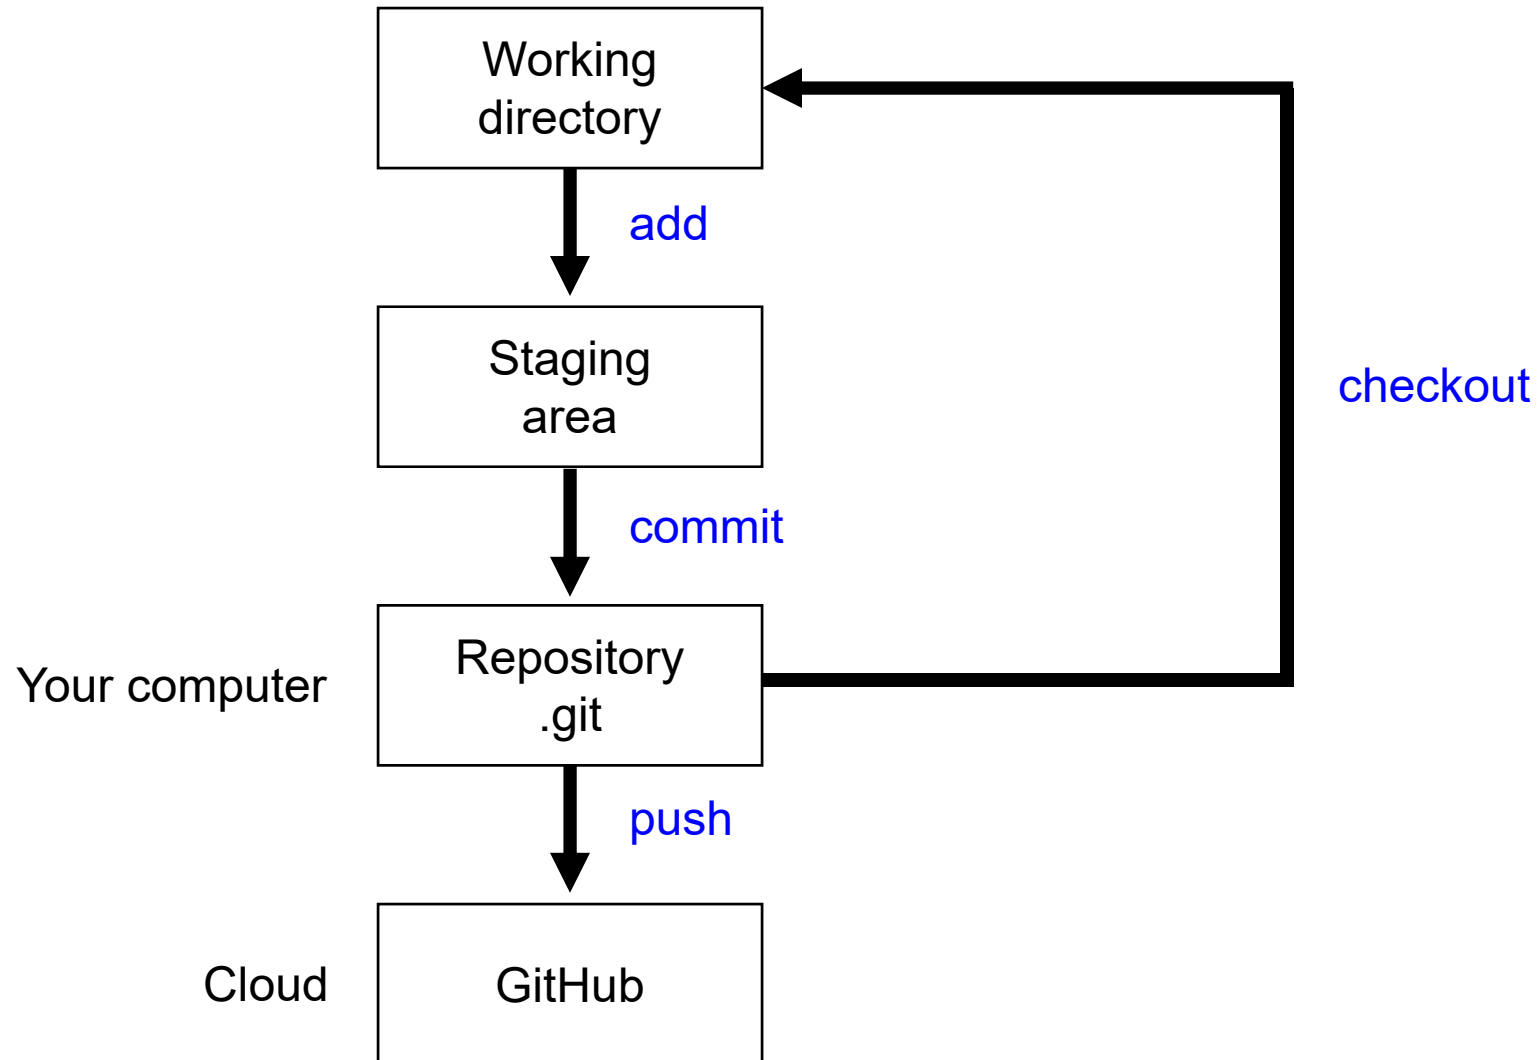 Working
directory
add
Staging
area
checkout
commit
Your computer
Repository
.git
push
Cloud
GitHub